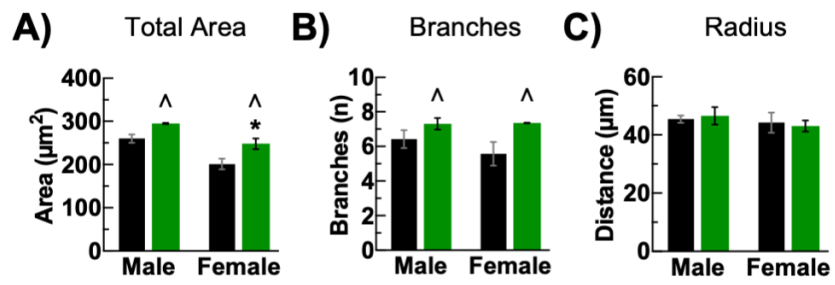 A) Total Area
400
300
200
100
0
Area (µm²)
^
^
*
Male Female
B) Branches
10
8
6
4
2
0
Branches (n)
^
^
Male Female
C) Radius
60
40
20
0
Distance (µm)
Male Female